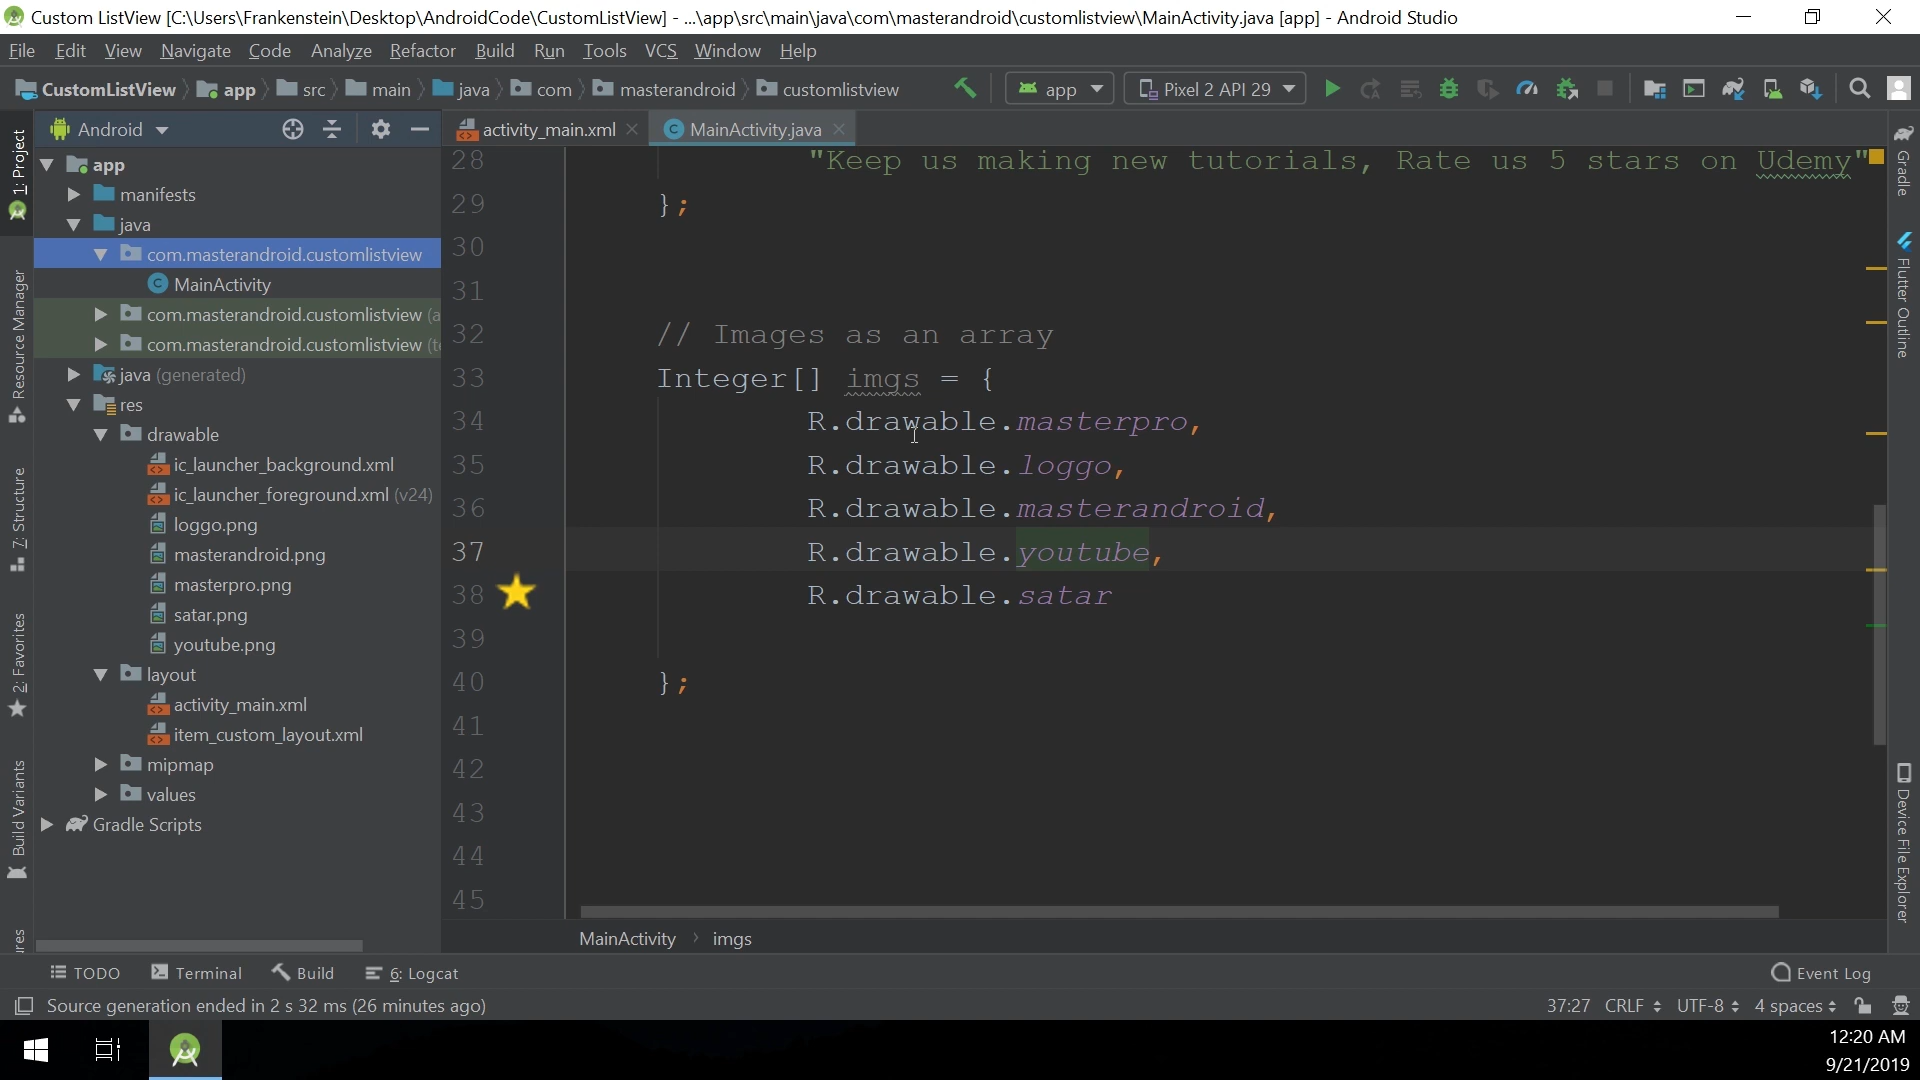 Custom ListView [C:\Users\Frankenstein\Desktop\AndroidCode\CustomListView] - ...\app\src\main\java\com\masterandroid\customlistview\MainActivity.java [app] - Android Studio
File Edit View Navigate Code Analyze Refactor Build Run Tools VCS Window Help
CustomListView app src main java com masterandroid customlistview app Pixel 2 API 29
1: Project
Resource Manager
7: Structure
2: Favorites
Build Variants
Android
app
manifests
java
com.masterandroid.customlistview
MainActivity
com.masterandroid.customlistview (a
com.masterandroid.customlistview (te
java (generated)
res
drawable
ic_launcher_background.xml
ic_launcher_foreground.xml (v24)
loggo.png
masterandroid.png
masterpro.png
satar.png
youtube.png
layout
activity_main.xml
item_custom_layout.xml
mipmap
values
Gradle Scripts
activity_main.xml MainActivity.java
28 "Keep us making new tutorials, Rate us 5 stars on Udemy"
29 };
30
31
32 // Images as an array
33 Integer[] imgs = {
34 R.drawable.masterpro,
35 R.drawable.loggo,
36 R.drawable.masterandroid,
37 R.drawable.youtube,
38 R.drawable.satar
39
40 };
41
42
43
44
45
MainActivity imgs
Gradle
Flutter Outline
Device File Explorer
TODO Terminal Build 6: Logcat Event Log
Source generation ended in 2 s 32 ms (26 minutes ago) 37:27 CRLF UTF-8 4 spaces
12:20 AM
9/21/2019